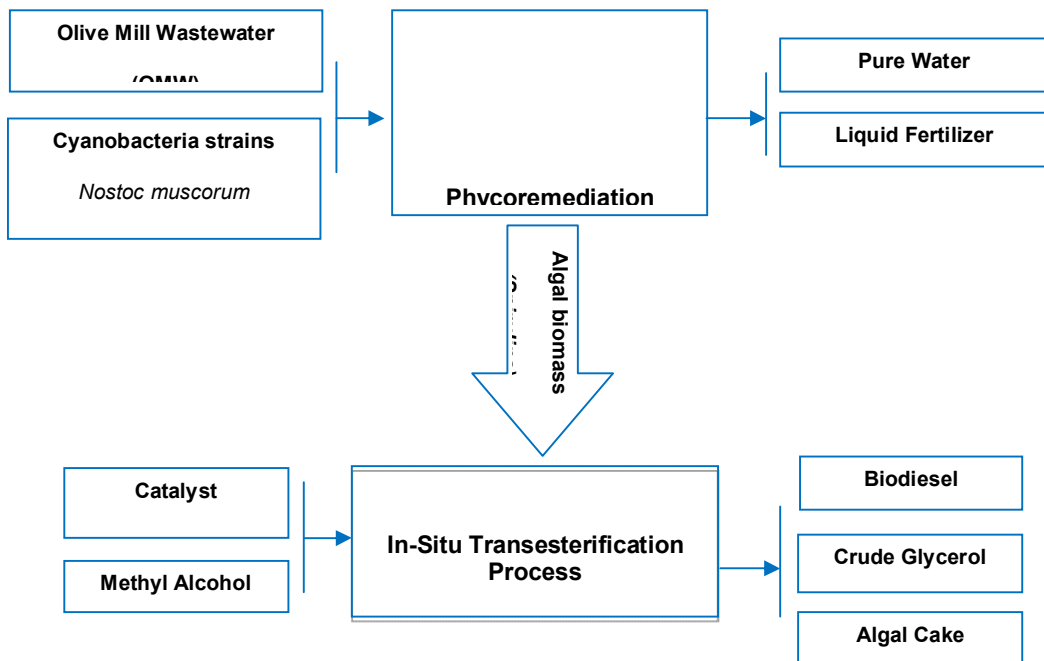 Olive Mill Wastewater
(OMW)
Cyanobacteria strains
Nostoc muscorum
Phycoremediation
Pure Water
Liquid Fertilizer
Algal biomass
Catalyst
Methyl Alcohol
In-Situ Transesterification
Process
Biodiesel
Crude Glycerol
Algal Cake